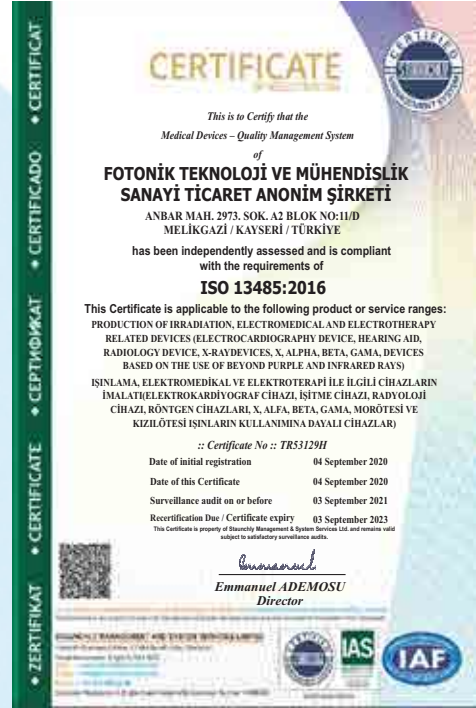 CERTIFICATE
This is to Certify that the
Medical Devices – Quality Management System
of
FOTONİK TEKNOLOJİ VE MÜHENDİSLİK
SANAYİ TİCARET ANONİM ŞİRKETİ
ANBAR MAH. 2973. SOK. A2 BLOK NO:11/D
MELİKGAZİ / KAYSERİ / TÜRKİYE
has been independently assessed and is compliant
with the requirements of
ISO 13485:2016
This Certificate is applicable to the following product or service ranges:
PRODUCTION OF IRRADIATION, ELECTROMEDICAL AND ELECTROTHERAPY
RELATED DEVICES (ELECTROCARDIOGRAPHY DEVICE, HEARING AID,
RADIOLOGY DEVICE, X-RAYDEVICES, X, ALPHA, BETA, GAMA, DEVICES
BASED ON THE USE OF BEYOND PURPLE AND INFRARED RAYS)
IŞINLAMA, ELEKTROMEDİKAL VE ELEKTROTERAPİ İLE İLGİLİ CİHAZLARIN
İMALATI(ELEKTROKARDİYOGRAF CİHAZI, İŞİTME CİHAZI, RADYOLOJİ
CİHAZI, RÖNTGEN CİHAZLARI, X, ALFA, BETA, GAMA, MORÖTESİ VE
KIZILÖTESİ IŞINLARIN KULLANIMINA DAYALI CİHAZLAR)
:: Certificate No :: TR53129H
Date of initial registration 04 September 2020
Date of this Certificate 04 September 2020
Surveillance audit on or before 03 September 2021
Recertification Due / Certificate expiry 03 September 2023
This Certificate is property of Staunchly Management & System Services Ltd. and remains valid
subject to satisfactory surveillance audits.
Emmanuel ADEMOSU
Director
ZERTIFIKAT ♦ CERTIFICATE ♦ СЕРТИФИКАТ ♦ CERTIFICADO ♦ CERTIFICAT
CERTIFIED
MANAGEMENT SYSTEM
IAS
IAF